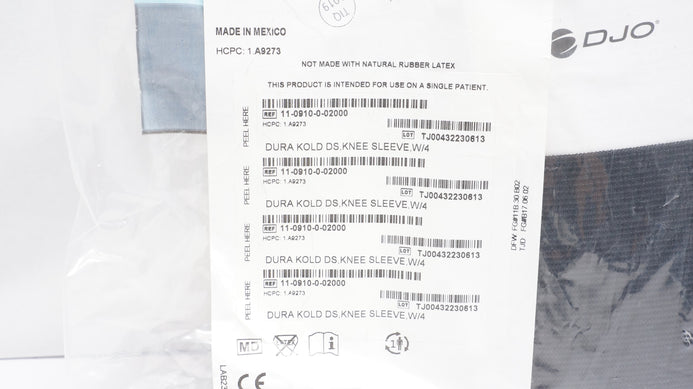 MADE IN MEXICO
HCPC: 1.A9273
DJO
NOT MADE WITH NATURAL RUBBER LATEX
THIS PRODUCT IS INTENDED FOR USE ON A SINGLE PATIENT.
PEEL HERE
REF 11-0910-0-02000
HCPC: 1.A9273
LOT TJ00432230613
DURA KOLD DS,KNEE SLEEVE,W/4
PEEL HERE
REF 11-0910-0-02000
HCPC: 1.A9273
LOT TJ00432230613
DURA KOLD DS,KNEE SLEEVE,W/4
PEEL HERE
REF 11-0910-0-02000
HCPC: 1.A9273
LOT TJ00432230613
DURA KOLD DS,KNEE SLEEVE,W/4
PEEL HERE
REF 11-0910-0-02000
HCPC: 1.A9273
LOT TJ00432230613
DURA KOLD DS,KNEE SLEEVE,W/4
MD
LATEX
i
1
CE